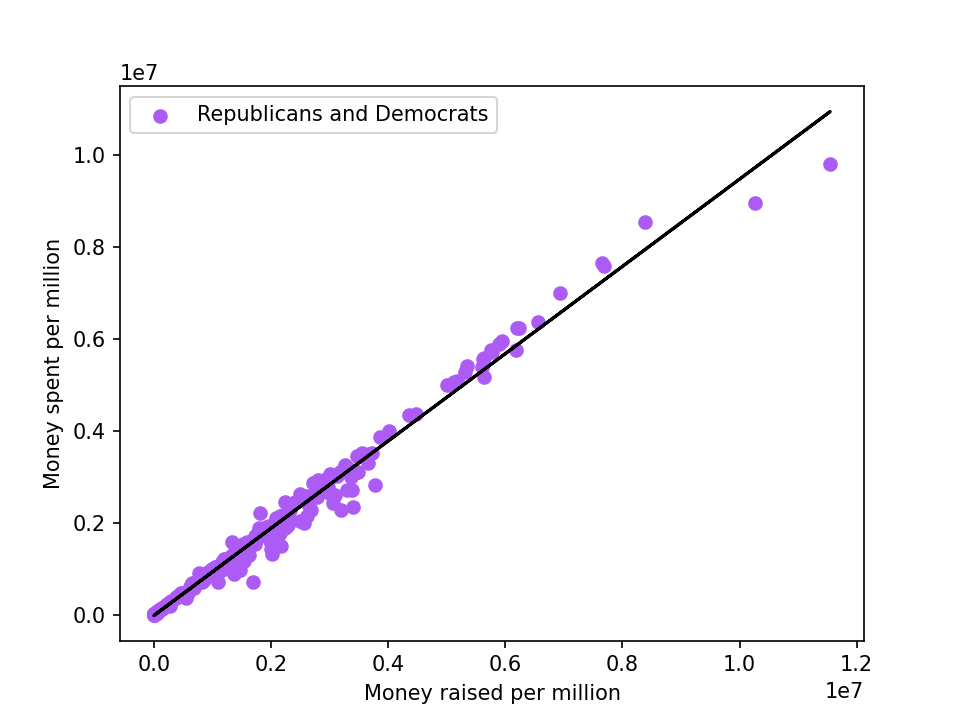 1e7
Republicans and Democrats
1.0
0.8
0.6
0.4
0.2
0.0
Money spent per million
0.0 0.2 0.4 0.6 0.8 1.0 1.2
Money raised per million
1e7